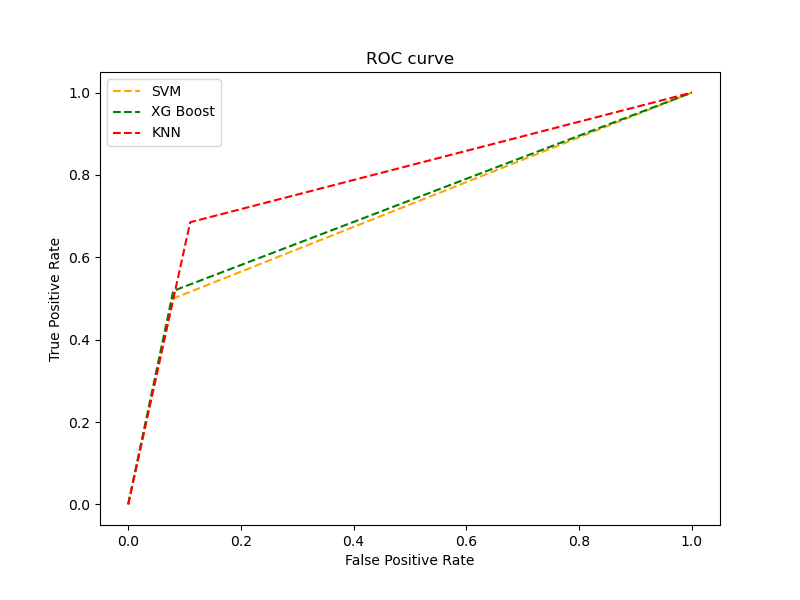 ROC curve
SVM
XG Boost
KNN
True Positive Rate
1.0
0.8
0.6
0.4
0.2
0.0
0.0 0.2 0.4 0.6 0.8 1.0
False Positive Rate